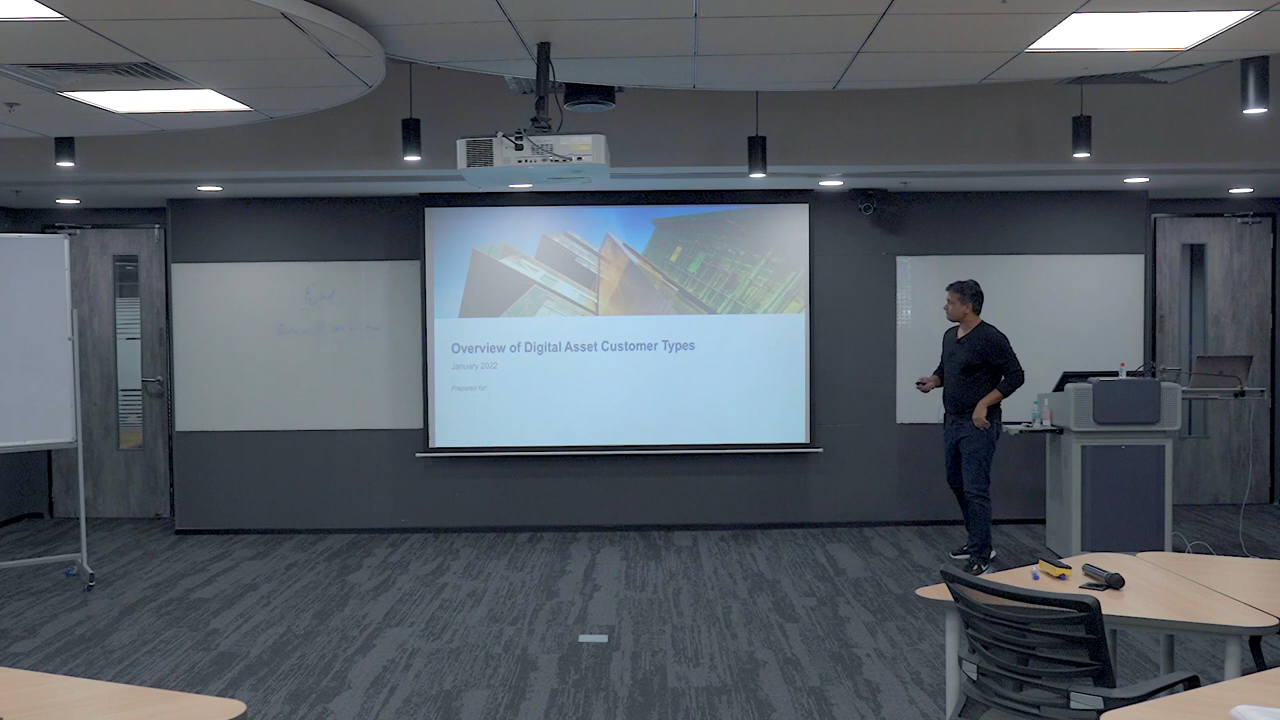 Overview of Digital Asset Customer Types
January 2022
Prepared for: